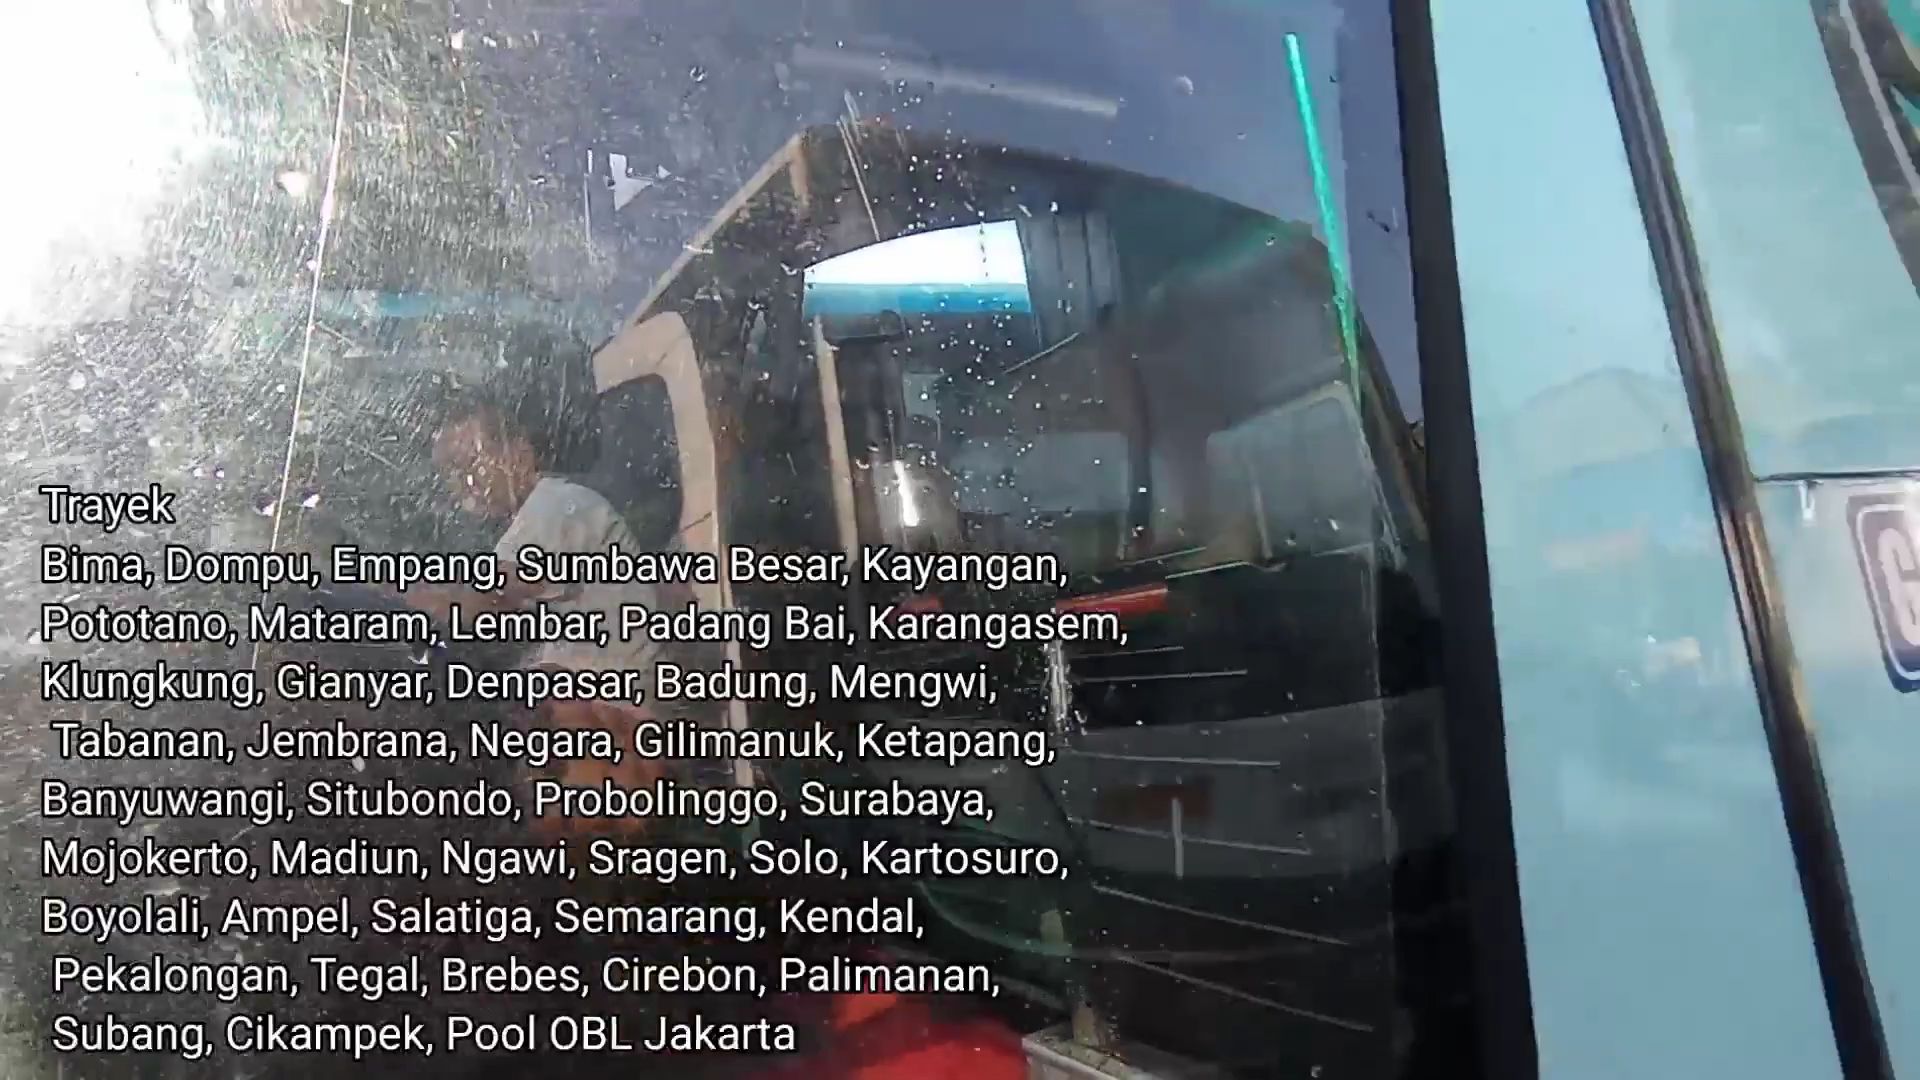 Trayek
Bima, Dompu, Empang, Sumbawa Besar, Kayangan,
Pototano, Mataram, Lembar, Padang Bai, Karangasem,
Klungkung, Gianyar, Denpasar, Badung, Mengwi,
Tabanan, Jembrana, Negara, Gilimanuk, Ketapang,
Banyuwangi, Situbondo, Probolinggo, Surabaya,
Mojokerto, Madiun, Ngawi, Sragen, Solo, Kartosuro,
Boyolali, Ampel, Salatiga, Semarang, Kendal,
Pekalongan, Tegal, Brebes, Cirebon, Palimanan,
Subang, Cikampek, Pool OBL Jakarta